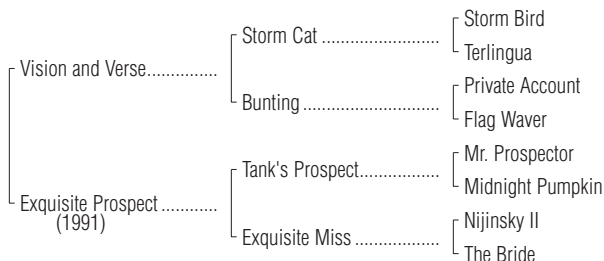 Storm Bird
Storm Cat ........................
Terlingua
Vision and Verse..............
Private Account
Bunting ............................
Flag Waver
Mr. Prospector
Tank's Prospect................
Midnight Pumpkin
Exquisite Prospect ...........
(1991)
Nijinsky II
Exquisite Miss .................
The Bride